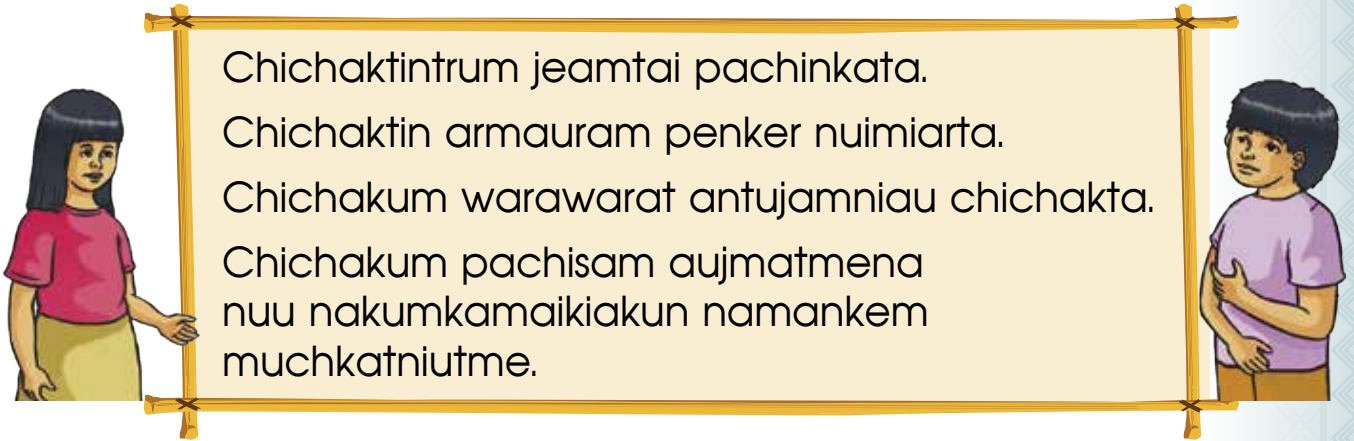 Chichaktintrum jeamtai pachinkata.
Chichaktin armauram penker nuimiarta.
Chichakum warawarat antujamniau chichakta.
Chichakum pachisam aujmatmena
nuu nakumkamaikiakun namankem
muchkatniutme.